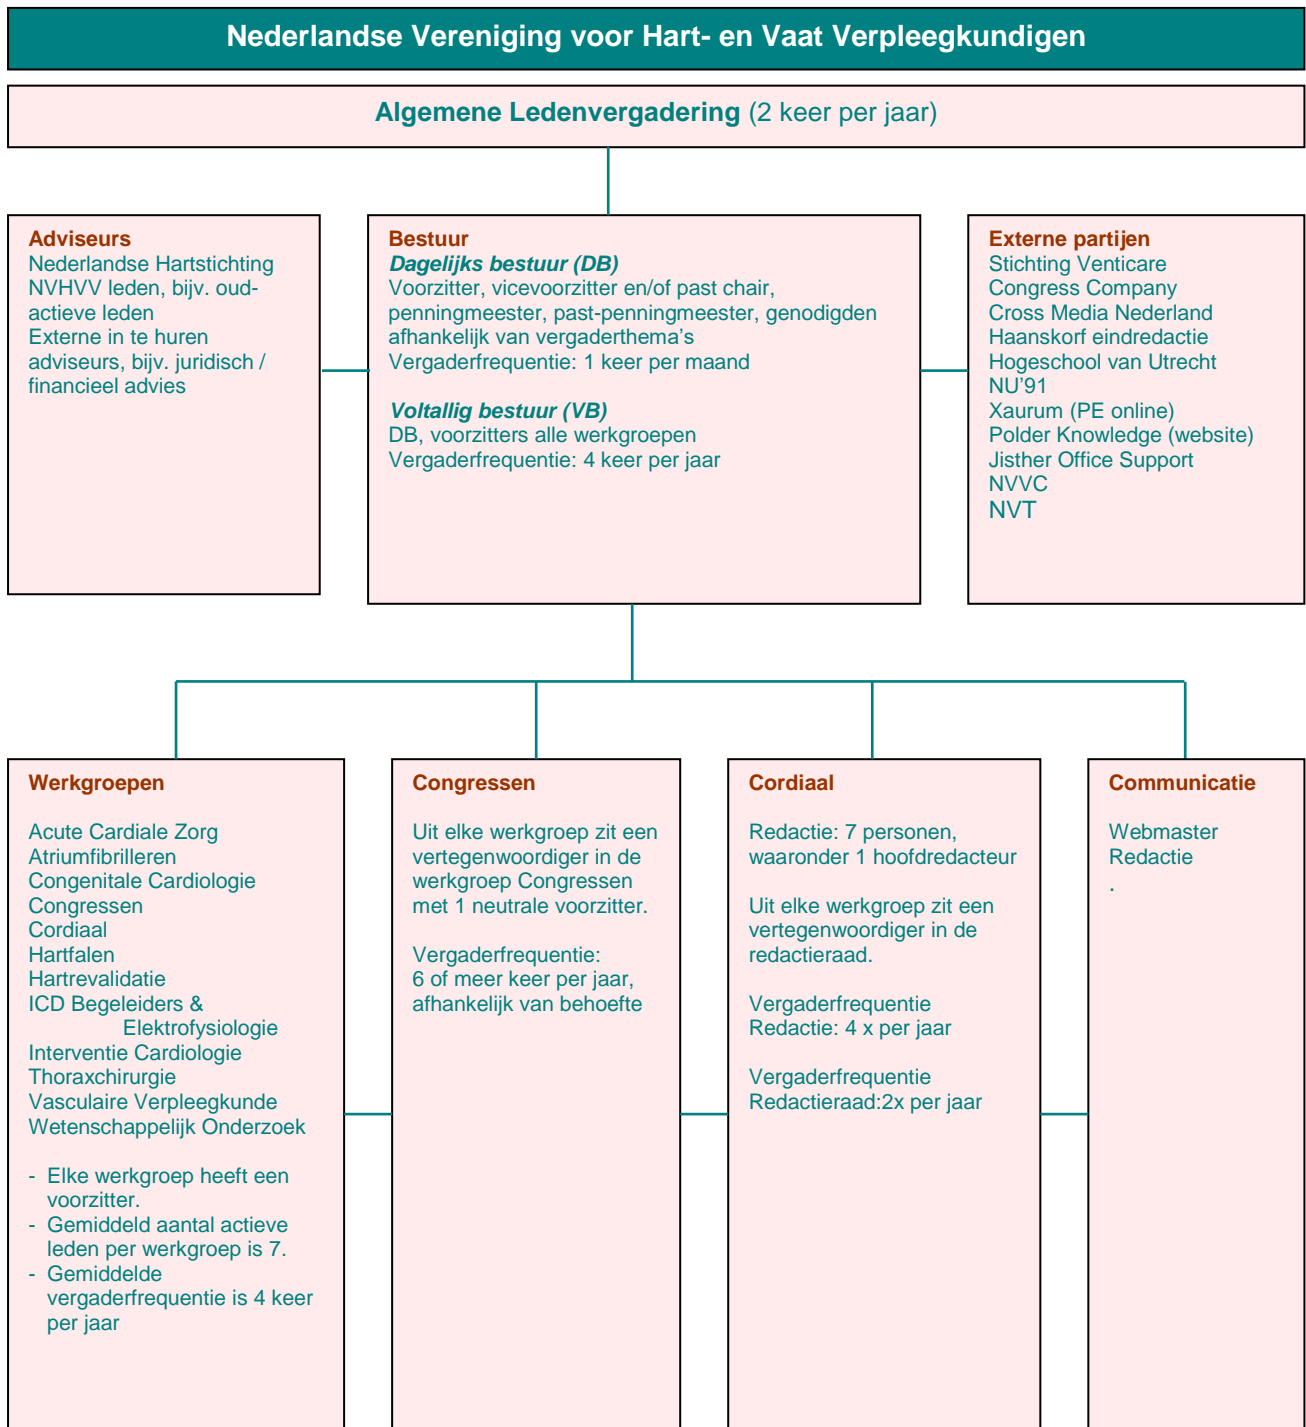 Nederlandse Vereniging voor Hart- en Vaat Verpleegkundigen
Algemene Ledenvergadering (2 keer per jaar)
Adviseurs
Nederlandse Hartstichting
NVHVV leden, bijv. oud-
actieve leden
Externe in te huren
adviseurs, bijv. juridisch /
financieel advies
Bestuur
Dagelijks bestuur (DB)
Voorzitter, vicevoorzitter en/of past chair,
penningmeester, past-penningmeester, genodigden
afhankelijk van vergaderthema's
Vergaderfrequentie: 1 keer per maand
Voltallig bestuur (VB)
DB, voorzitters alle werkgroepen
Vergaderfrequentie: 4 keer per jaar
Externe partijen
Stichting Venticare
Congress Company
Cross Media Nederland
Haanskorf eindredactie
Hogeschool van Utrecht
NU'91
Xaurum (PE online)
Polder Knowledge (website)
Jisther Office Support
NVVC
NVT
Werkgroepen
Acute Cardiale Zorg
Atriumfibrilleren
Congenitale Cardiologie
Congressen
Cordiaal
Hartfalen
Hartrevalidatie
ICD Begeleiders &
Elektrofysiologie
Interventie Cardiologie
Thoraxchirurgie
Vasculaire Verpleegkunde
Wetenschappelijk Onderzoek
- Elke werkgroep heeft een
voorzitter.
- Gemiddeld aantal actieve
leden per werkgroep is 7.
- Gemiddelde
vergaderfrequentie is 4 keer
per jaar
Congressen
Uit elke werkgroep zit een
vertegenwoordiger in de
werkgroep Congressen
met 1 neutrale voorzitter.
Vergaderfrequentie:
6 of meer keer per jaar,
afhankelijk van behoefte
Cordiaal
Redactie: 7 personen,
waaronder 1 hoofdredacteur
Uit elke werkgroep zit een
vertegenwoordiger in de
redactieraad.
Vergaderfrequentie
Redactie: 4 x per jaar
Vergaderfrequentie
Redactieraad:2x per jaar
Communicatie
Webmaster
Redactie
.